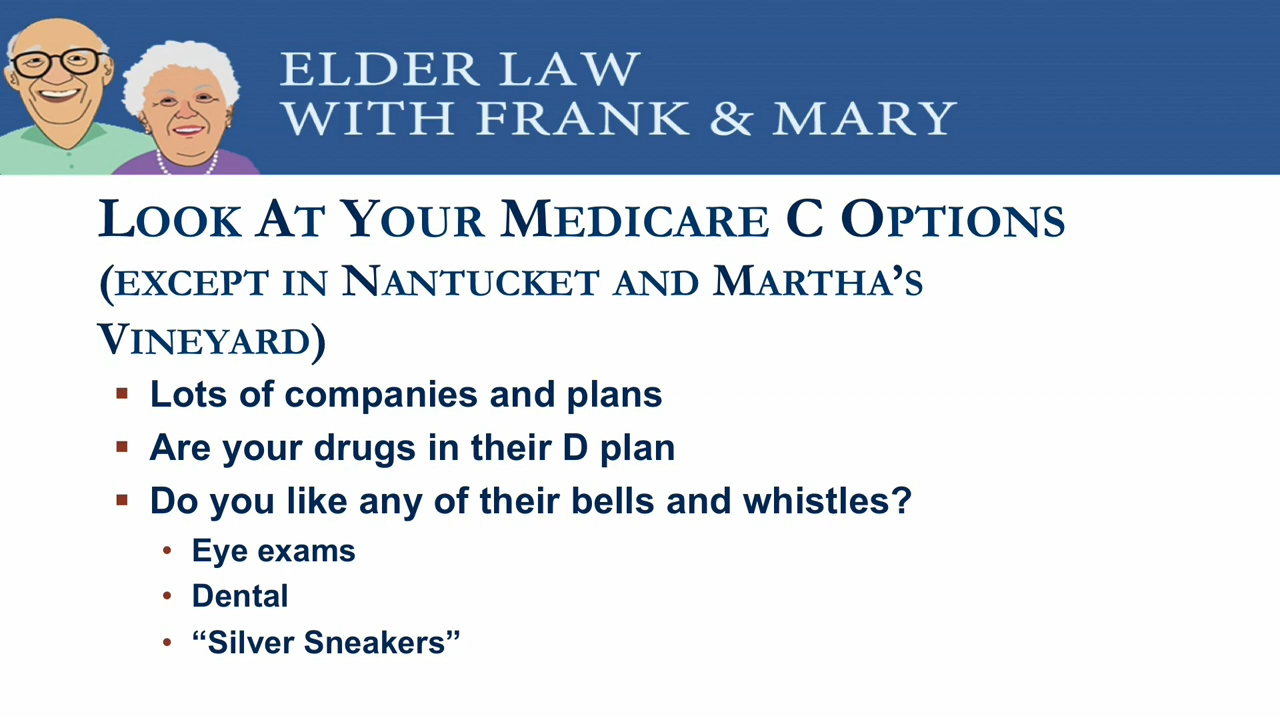 ELDER LAW
WITH FRANK & MARY
LOOK AT YOUR MEDICARE C OPTIONS
(EXCEPT IN NANTUCKET AND MARTHA’S
VINEYARD)
▪ Lots of companies and plans
▪ Are your drugs in their D plan
▪ Do you like any of their bells and whistles?
• Eye exams
• Dental
• “Silver Sneakers”